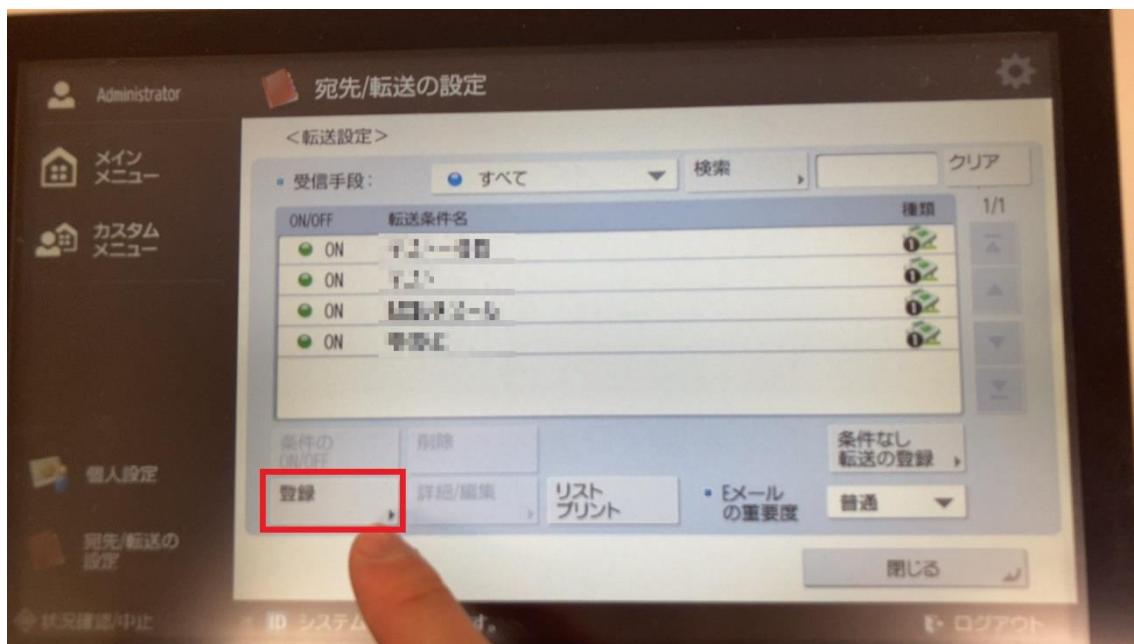 Administrator
宛先/転送の設定
<転送設定>
メイン
メニュー
受信手段:
すべて
検索
クリア
ON/OFF
転送条件名
種類
1/1
カスタム
メニュー
ON
ON
ON
ON
条件の
ON/OFF
削除
条件なし
転送の登録
個人設定
登録
詳細/編集
リスト
プリント
Eメール
の重要度
普通
宛先/転送の
設定
閉じる
状況確認/中止
ID システム
す。
ログアウト